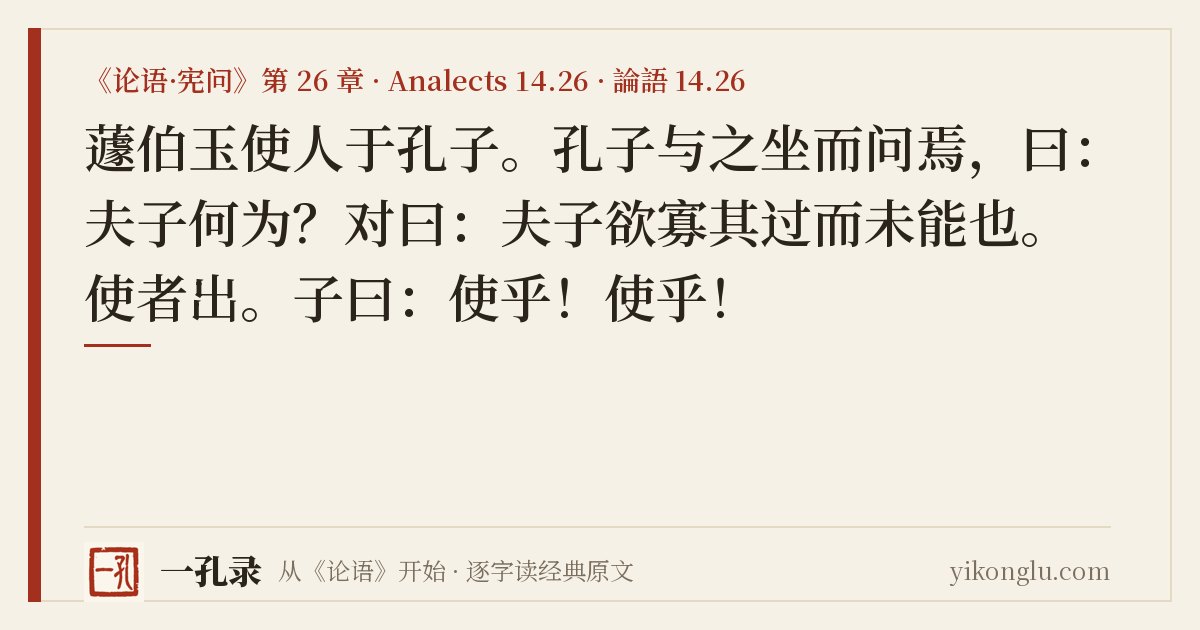 《论语·宪问》第 26 章 · Analects 14.26 · 論語 14.26
蘧伯玉使人于孔子。孔子与之坐而问焉，曰：
夫子何为？对曰：夫子欲寡其过而未能也。
使者出。子曰：使乎！使乎！
一孔
一孔录 从《论语》开始 · 逐字读经典原文 yikonglu.com